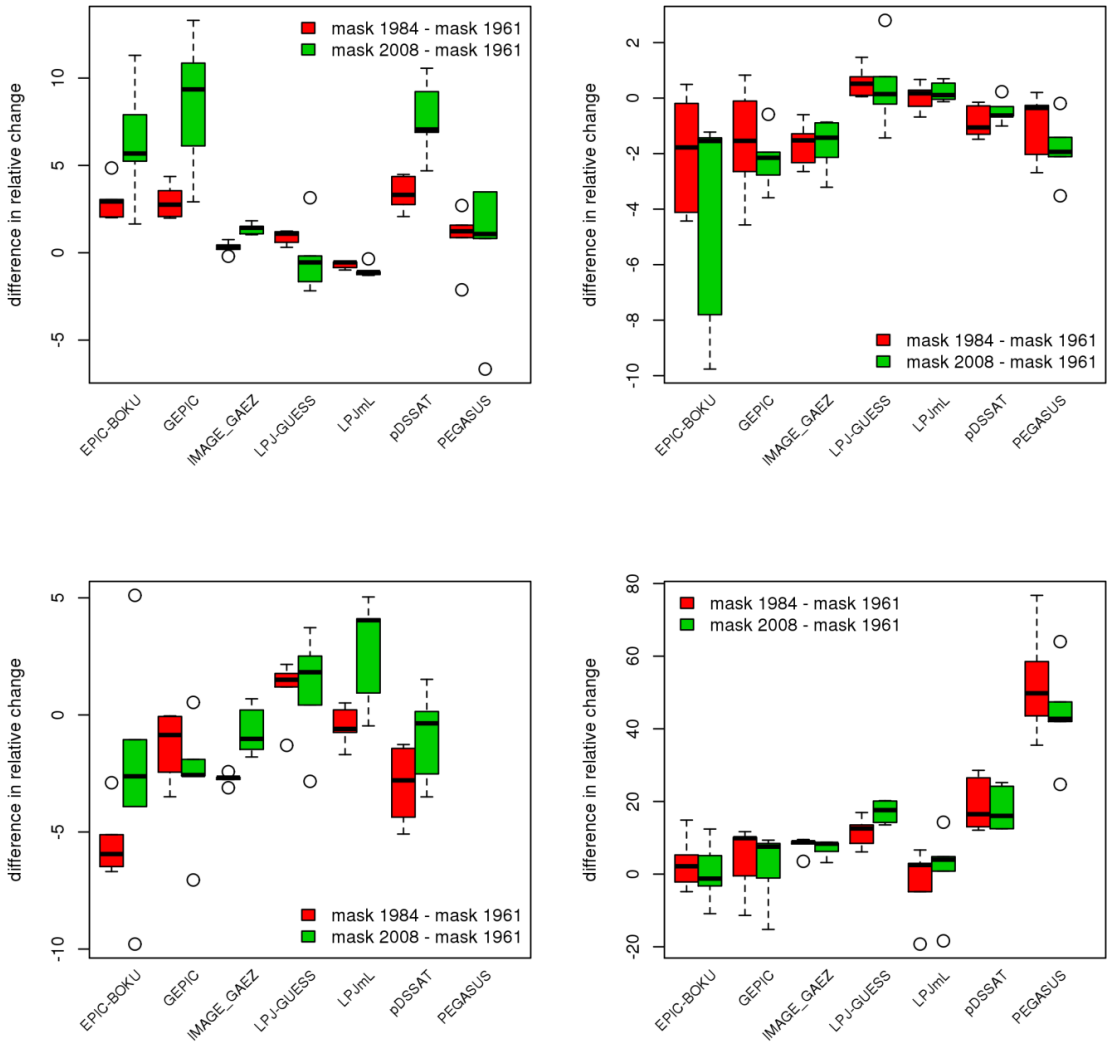 mask 1984 - mask 1961
mask 2008 - mask 1961
difference in relative change
10
5
0
-5
EPIC-BOKU
GEPIC
IMAGE_GAEZ
LPJ-GUESS
LPJmL
pDSSAT
PEGASUS
difference in relative change
2
0
-2
-4
-6
-8
-10
mask 1984 - mask 1961
mask 2008 - mask 1961
EPIC-BOKU
GEPIC
IMAGE_GAEZ
LPJ-GUESS
LPJmL
pDSSAT
PEGASUS
difference in relative change
5
0
-5
-10
mask 1984 - mask 1961
mask 2008 - mask 1961
EPIC-BOKU
GEPIC
IMAGE_GAEZ
LPJ-GUESS
LPJmL
pDSSAT
PEGASUS
mask 1984 - mask 1961
mask 2008 - mask 1961
difference in relative change
80
60
40
20
0
-20
EPIC-BOKU
GEPIC
IMAGE_GAEZ
LPJ-GUESS
LPJmL
pDSSAT
PEGASUS